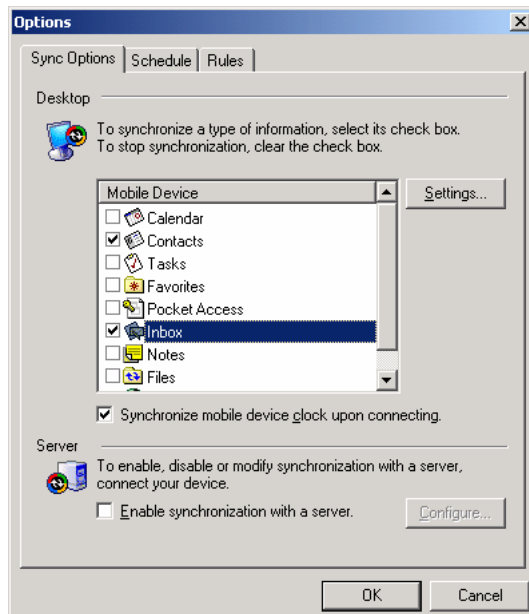 Options
Sync Options
Schedule
Rules
Desktop
To synchronize a type of information, select its check box.
To stop synchronization, clear the check box.
Mobile Device
Settings...
Calendar
Contacts
Tasks
Favorites
Pocket Access
Inbox
Notes
Files
Synchronize mobile device clock upon connecting.
Server
To enable, disable or modify synchronization with a server,
connect your device.
Enable synchronization with a server.
Configure...
OK
Cancel